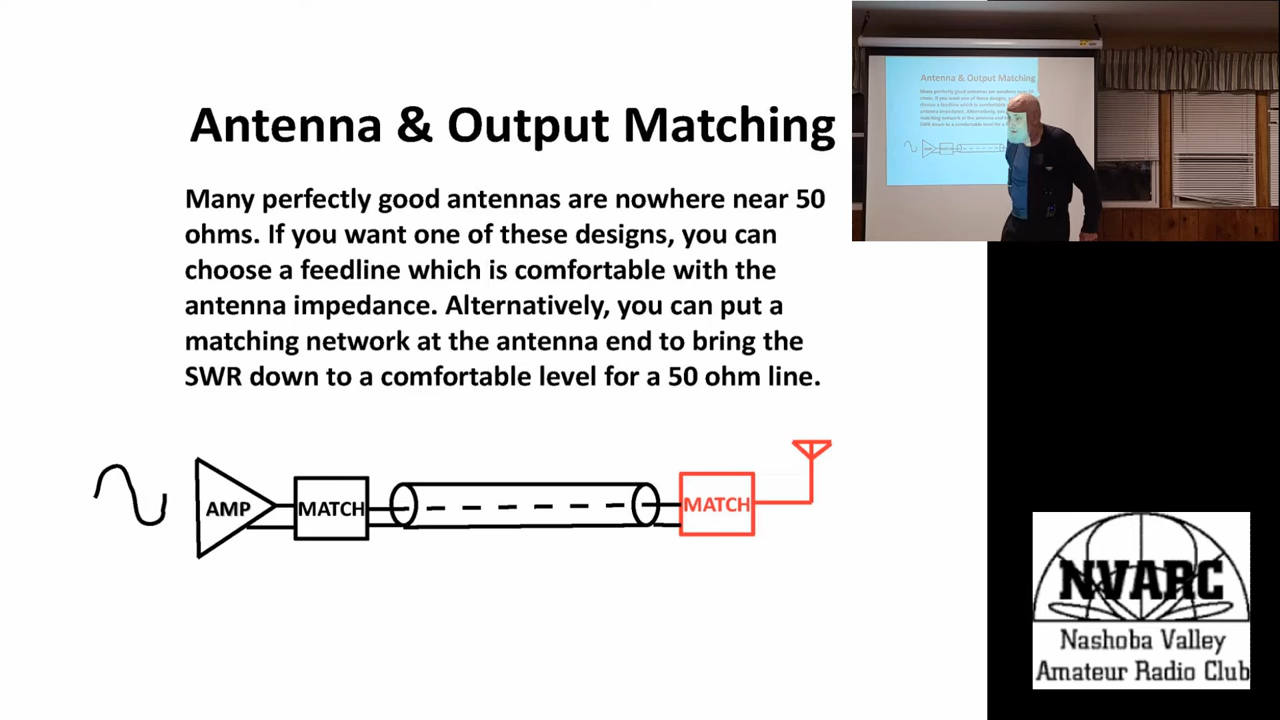 Antenna & Output Matching
Many perfectly good antennas are nowhere near 50
ohms. If you want one of these designs, you can
choose a feedline which is comfortable with the
antenna impedance. Alternatively, you can put a
matching network at the antenna end to bring the
SWR down to a comfortable level for a 50 ohm line.
AMP
MATCH
MATCH
Antenna & Output Matching
NVARC
Nashoba Valley
Amateur Radio Club